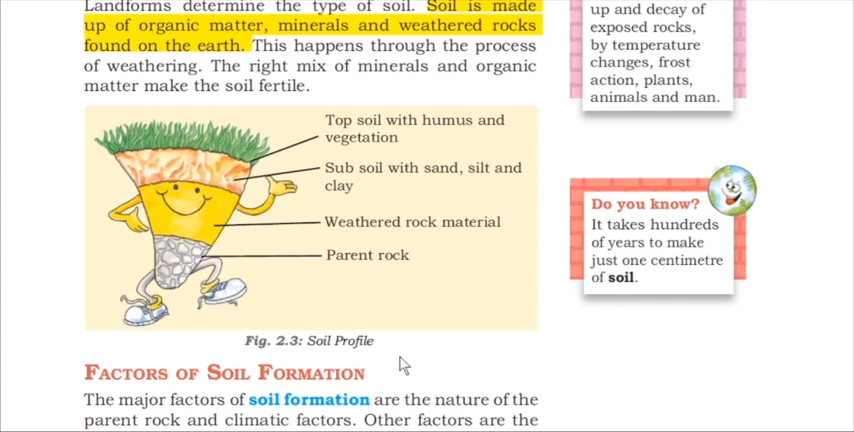 Landforms determine the type of soil. Soil is made
up of organic matter, minerals and weathered rocks
found on the earth. This happens through the process
of weathering. The right mix of minerals and organic
matter make the soil fertile.
Top soil with humus and
vegetation
Sub soil with sand, silt and
clay
Weathered rock material
Parent rock
Fig. 2.3: Soil Profile
FACTORS OF SOIL FORMATION
The major factors of soil formation are the nature of the
parent rock and climatic factors. Other factors are the
up and decay of
exposed rocks,
by temperature
changes, frost
action, plants,
animals and man.
Do you know?
It takes hundreds
of years to make
just one centimetre
of soil.